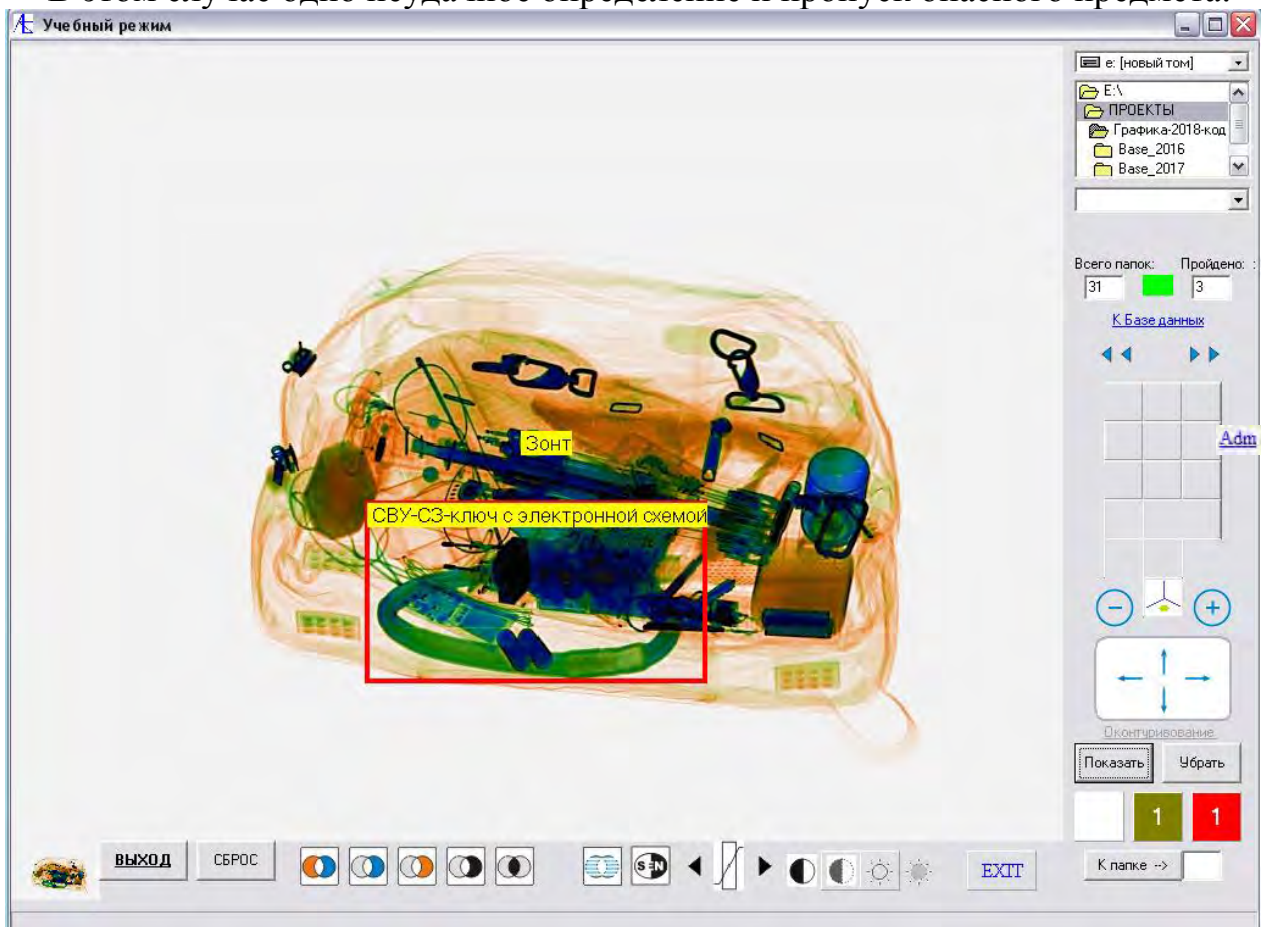 В этом случае одно неудачное определение и пропуск опасного предмета.
Учебный режим
e: [новый том]
E:\
ПРОЕКТЫ
Графика-2018-код
Base_2016
Base_2017
Всего папок: Пройдено: :
31 3
К Базе данных
Adm
Зонт
СВУ-СЗ-ключ с электронной схемой
Оконтуривование
Показать Убрать
1 1
ВЫХОД СБРОС SEN EXIT К папке -->